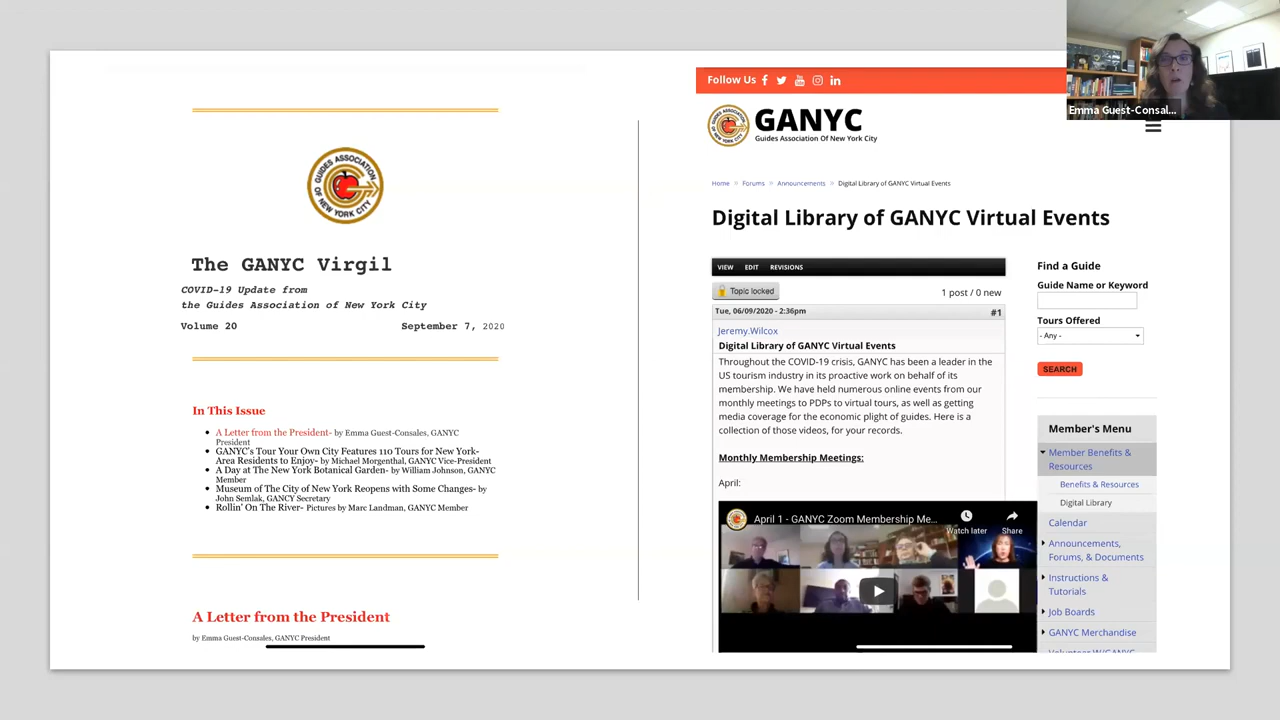 GUIDES ASSOCIATION
OF NEW YORK CITY
The GANYC Virgil
COVID-19 Update from
the Guides Association of New York City
Volume 20 September 7, 2020
In This Issue
A Letter from the President- by Emma Guest-Consales, GANYC
President
GANYC's Tour Your Own City Features 110 Tours for New York-
Area Residents to Enjoy- by Michael Morgenthal, GANYC Vice-President
A Day at The New York Botanical Garden- by William Johnson, GANYC
Member
Museum of The City of New York Reopens with Some Changes- by
John Semlak, GANCY Secretary
Rollin' On The River- Pictures by Marc Landman, GANYC Member
A Letter from the President
by Emma Guest-Consales, GANYC President
Follow Us
GANYC
Guides Association Of New York City
Home » Forums » Announcements » Digital Library of GANYC Virtual Events
Digital Library of GANYC Virtual Events
VIEW EDIT REVISIONS
Topic locked
1 post / 0 new
Tue, 06/09/2020 - 2:36pm #1
Jeremy.Wilcox
Digital Library of GANYC Virtual Events
Throughout the COVID-19 crisis, GANYC has been a leader in the
US tourism industry in its proactive work on behalf of its
membership. We have held numerous online events from our
monthly meetings to PDPs to virtual tours, as well as getting
media coverage for the economic plight of guides. Here is a
collection of those videos, for your records.
Monthly Membership Meetings:
April:
April 1 - GANYC Zoom Membership Me...
Watch later
Share
Find a Guide
Guide Name or Keyword
Tours Offered
- Any -
SEARCH
Member's Menu
Member Benefits &
Resources
Benefits & Resources
Digital Library
Calendar
Announcements,
Forums, & Documents
Instructions &
Tutorials
Job Boards
GANYC Merchandise
Volunteer W/GANYC
Emma Guest-Consal...